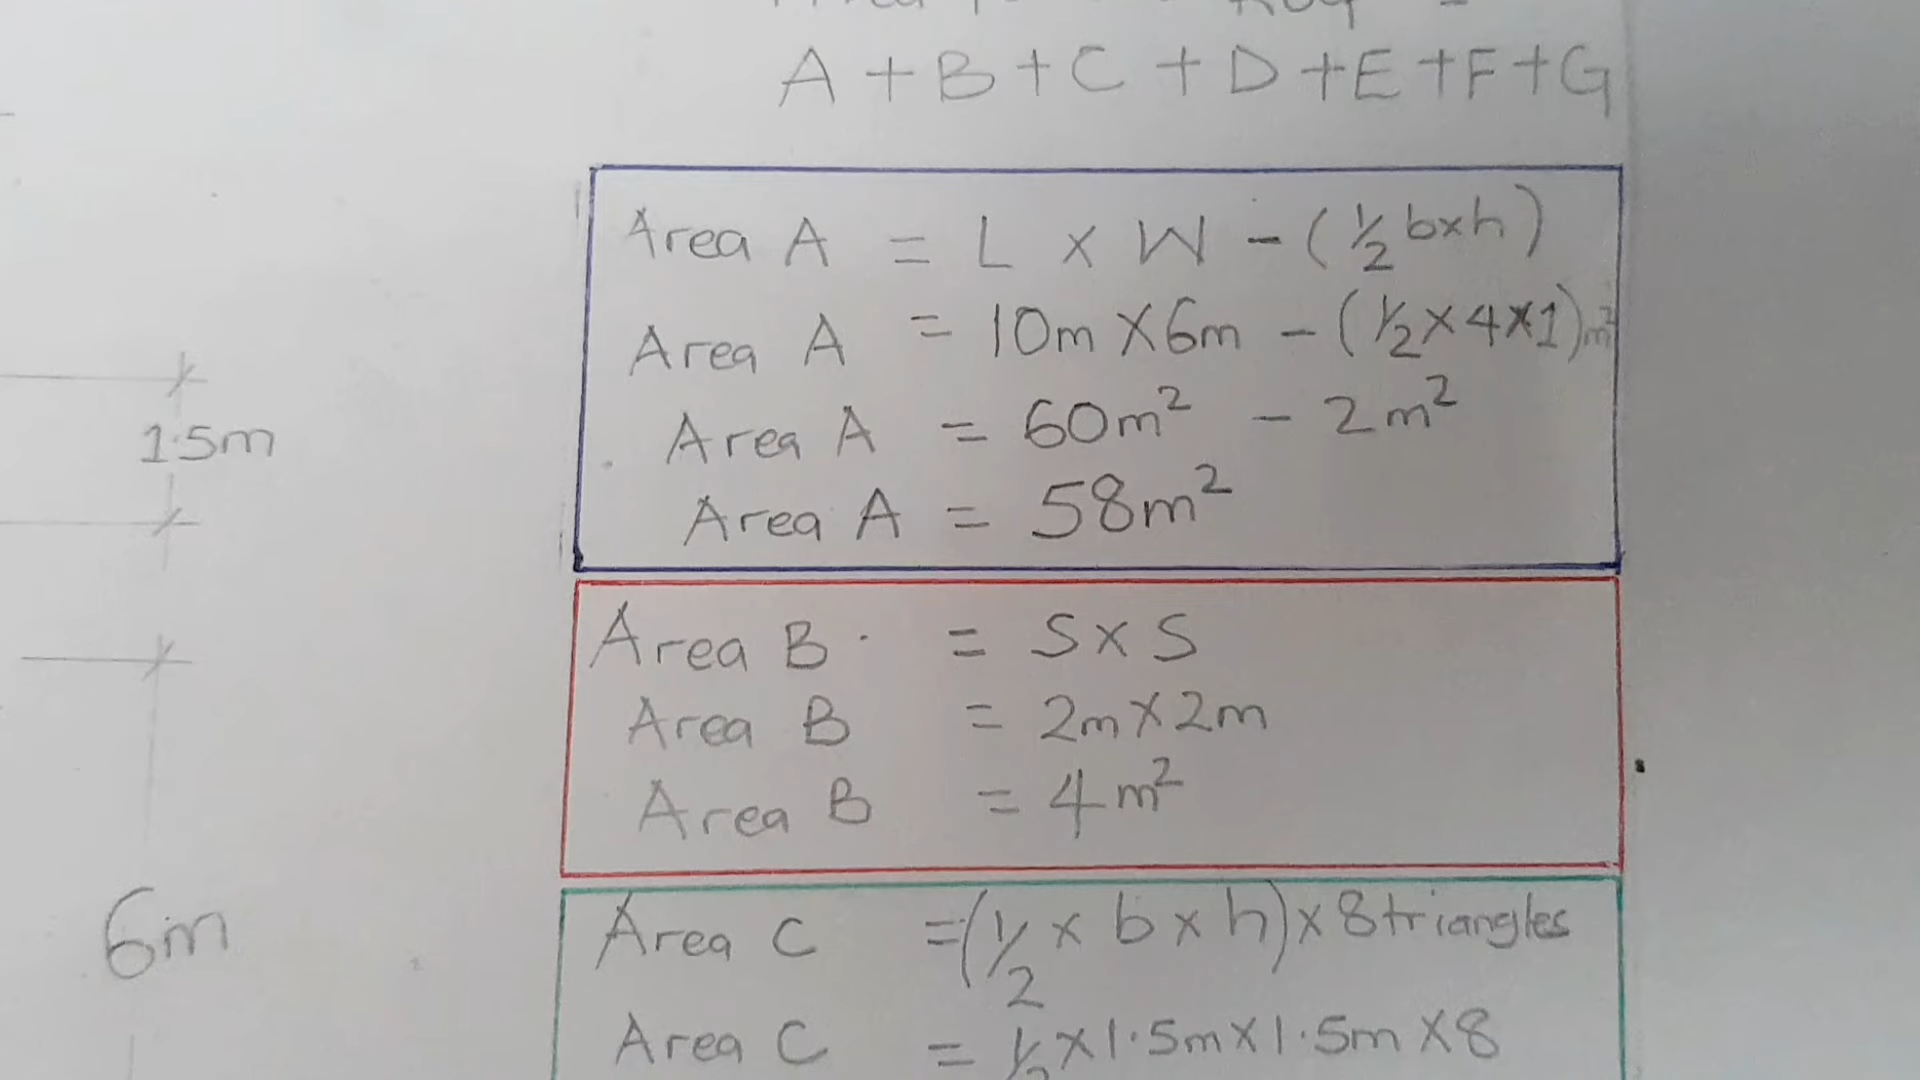 A + B + C + D + E + F + G
Area A = L x W - (1/2 bxh)
Area A = 10m X 6m - (1/2 X 4 X 1) m²
1.5m
Area A = 60m² - 2m²
Area A = 58m²
Area B = S X S
Area B = 2m X 2m
Area B = 4m²
6m
Area C = (1/2 x b x h) x 8 triangles
Area C = 1/2 X 1.5m X 1.5m X 8